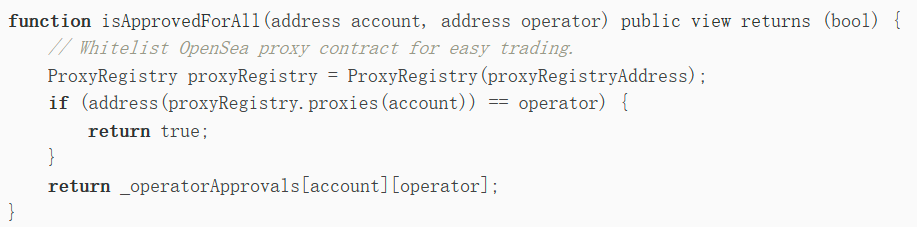 function isApprovedForAll(address account, address operator) public view returns (bool) {
    // Whitelist OpenSea proxy contract for easy trading.
    ProxyRegistry proxyRegistry = ProxyRegistry(proxyRegistryAddress);
    if (address(proxyRegistry.proxies(account)) == operator) {
        return true;
    }
    return _operatorApprovals[account][operator];
}